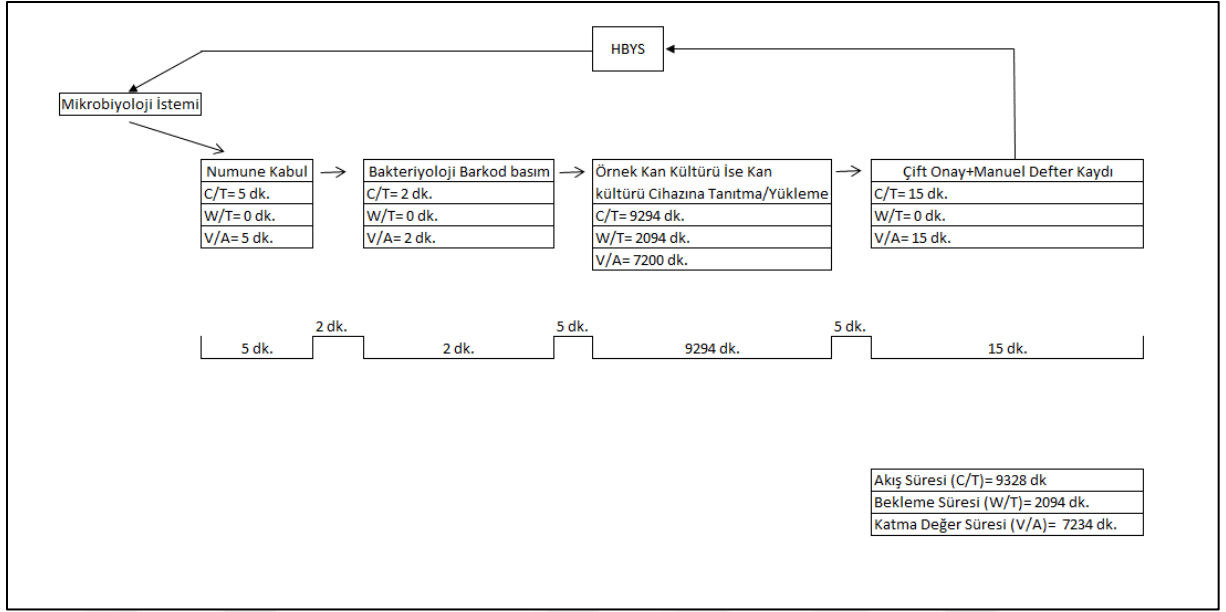 HBYS
Mikrobiyoloji İstemi
Numune Kabul
C/T= 5 dk.
W/T= 0 dk.
V/A= 5 dk.
Bakteriyoloji Barkod basım
C/T= 2 dk.
W/T= 0 dk.
V/A= 2 dk.
Örnek Kan Kültürü İse Kan
kültürü Cihazına Tanıtma/Yükleme
C/T= 9294 dk.
W/T= 2094 dk.
V/A= 7200 dk.
Çift Onay+Manuel Defter Kaydı
C/T= 15 dk.
W/T= 0 dk.
V/A= 15 dk.
2 dk.
5 dk.
5 dk.
5 dk.
2 dk.
9294 dk.
15 dk.
Akış Süresi (C/T)= 9328 dk
Bekleme Süresi (W/T)= 2094 dk.
Katma Değer Süresi (V/A)= 7234 dk.